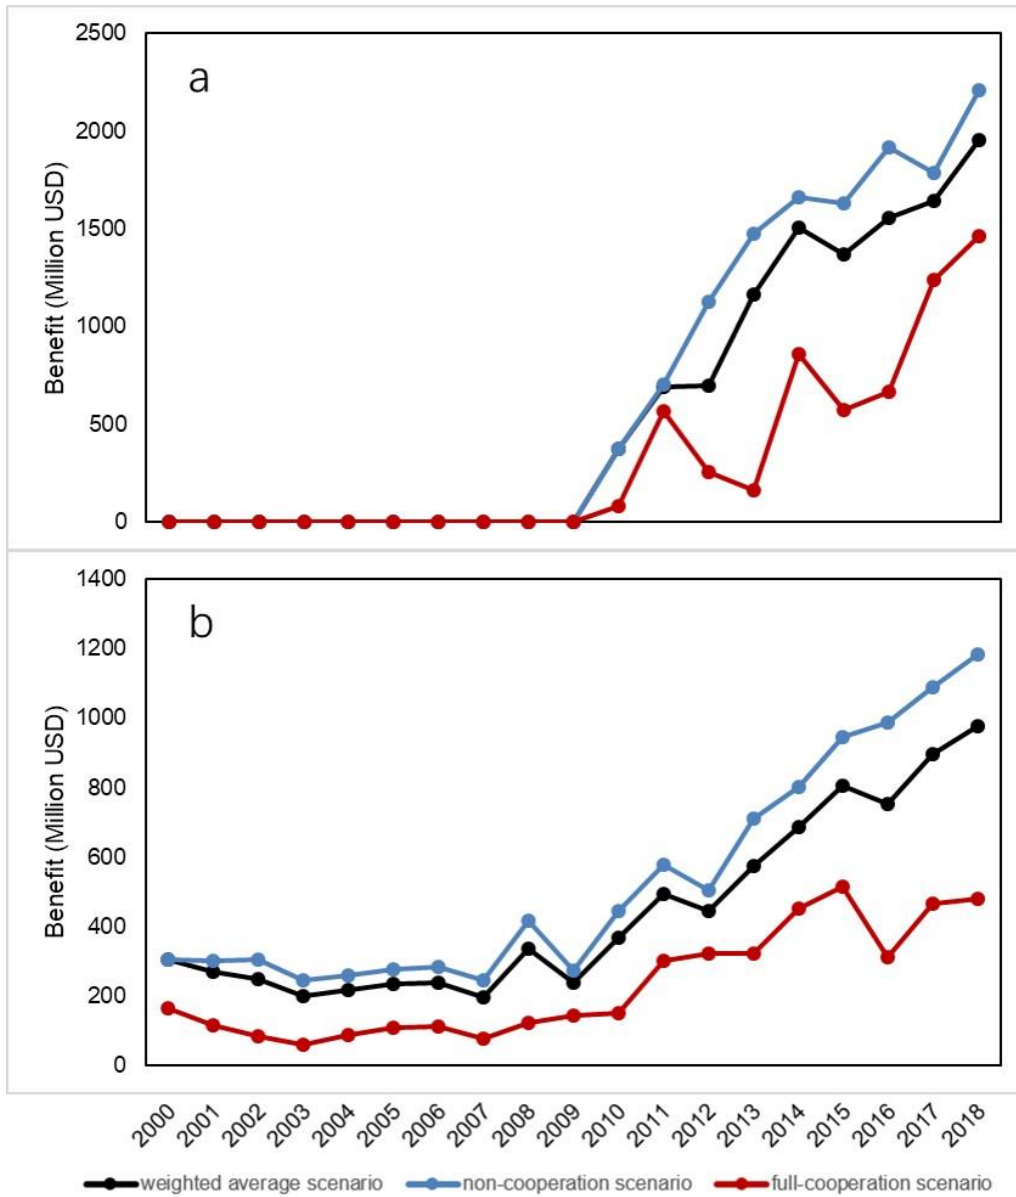 a
Benefit (Million USD)
2500
2000
1500
1000
500
0
b
Benefit (Million USD)
1400
1200
1000
800
600
400
200
0
2000 2001 2002 2003 2004 2005 2006 2007 2008 2009 2010 2011 2012 2013 2014 2015 2016 2017 2018
weighted average scenario non-cooperation scenario full-cooperation scenario